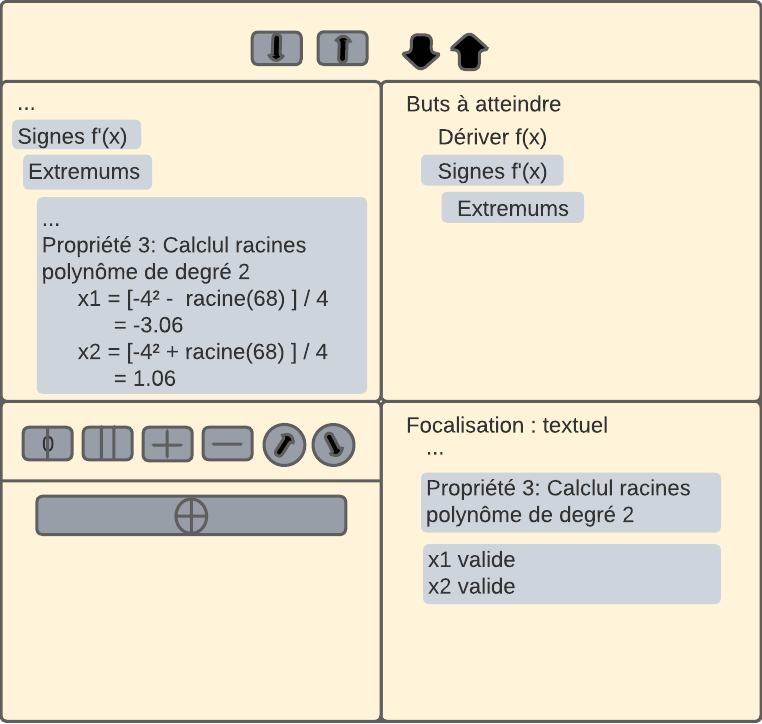 ...
Signes f'(x)
Extremums
...
Propriété 3: Calclul racines
polynôme de degré 2
x1 = [-4² - racine(68) ] / 4
= -3.06
x2 = [-4² + racine(68) ] / 4
= 1.06
Buts à atteindre
Dériver f(x)
Signes f'(x)
Extremums
0
Focalisation : textuel
...
Propriété 3: Calclul racines
polynôme de degré 2
x1 valide
x2 valide